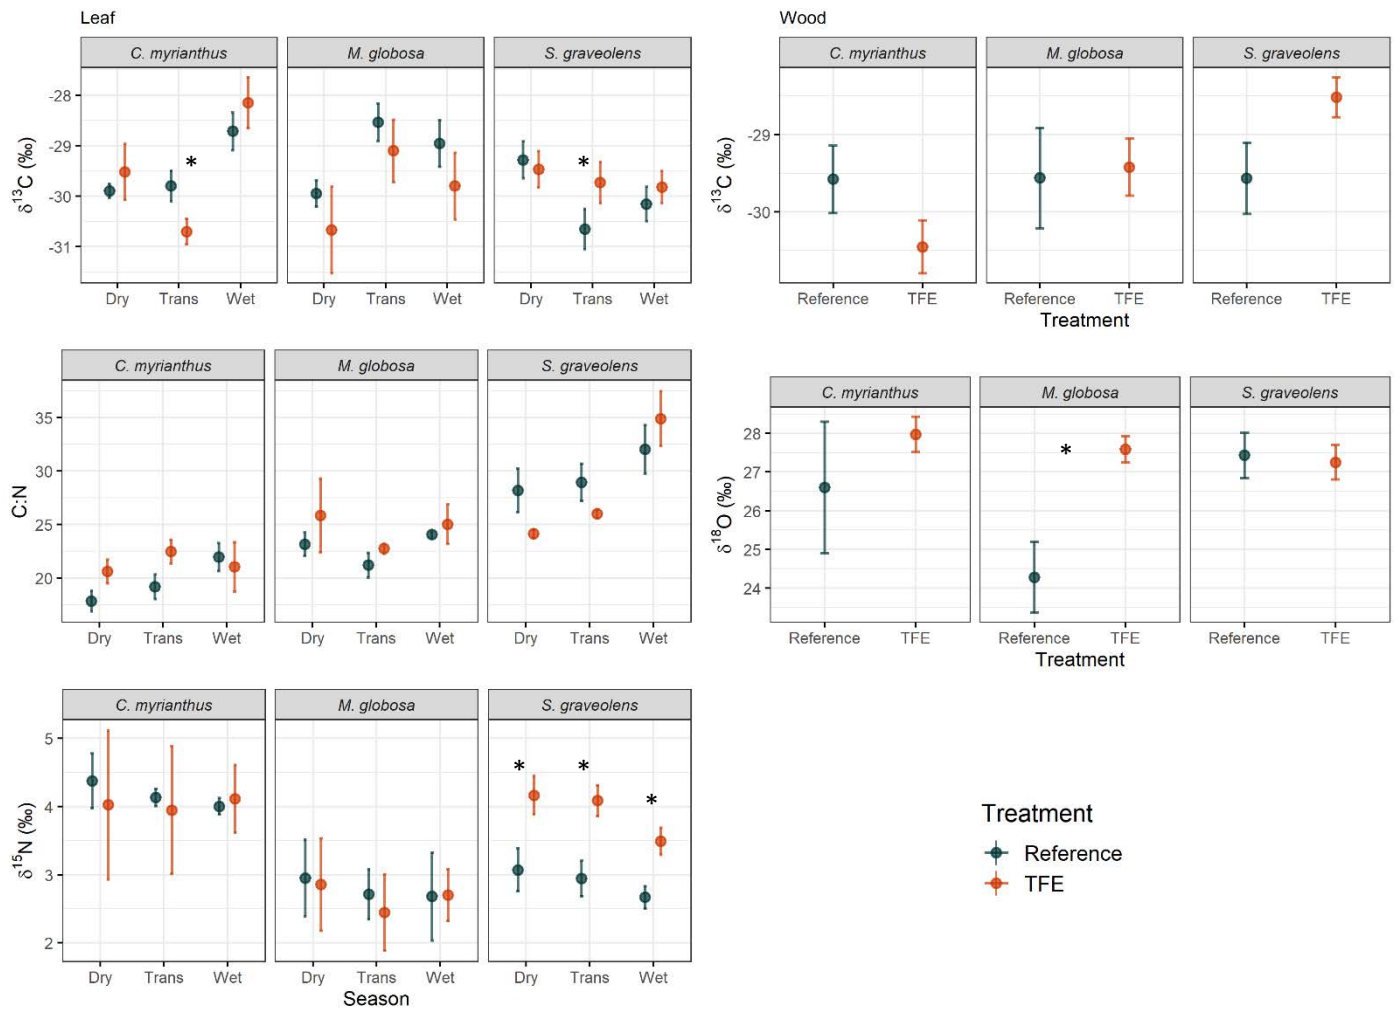 Leaf
C. myrianthus M. globosa S. graveolens
δ13C (‰)
-28
-29
-30
-31
*
*
Dry Trans Wet Dry Trans Wet Dry Trans Wet
C. myrianthus M. globosa S. graveolens
C:N
35
30
25
20
Dry Trans Wet Dry Trans Wet Dry Trans Wet
C. myrianthus M. globosa S. graveolens
δ15N (‰)
5
4
3
2
* * *
Dry Trans Wet Dry Trans Wet Dry Trans Wet
Season
Wood
C. myrianthus M. globosa S. graveolens
δ13C (‰)
-29
-30
Reference TFE Reference TFE Reference TFE
Treatment
C. myrianthus M. globosa S. graveolens
δ18O (‰)
28
27
26
25
24
*
Reference TFE Reference TFE Reference TFE
Treatment
Treatment
Reference
TFE